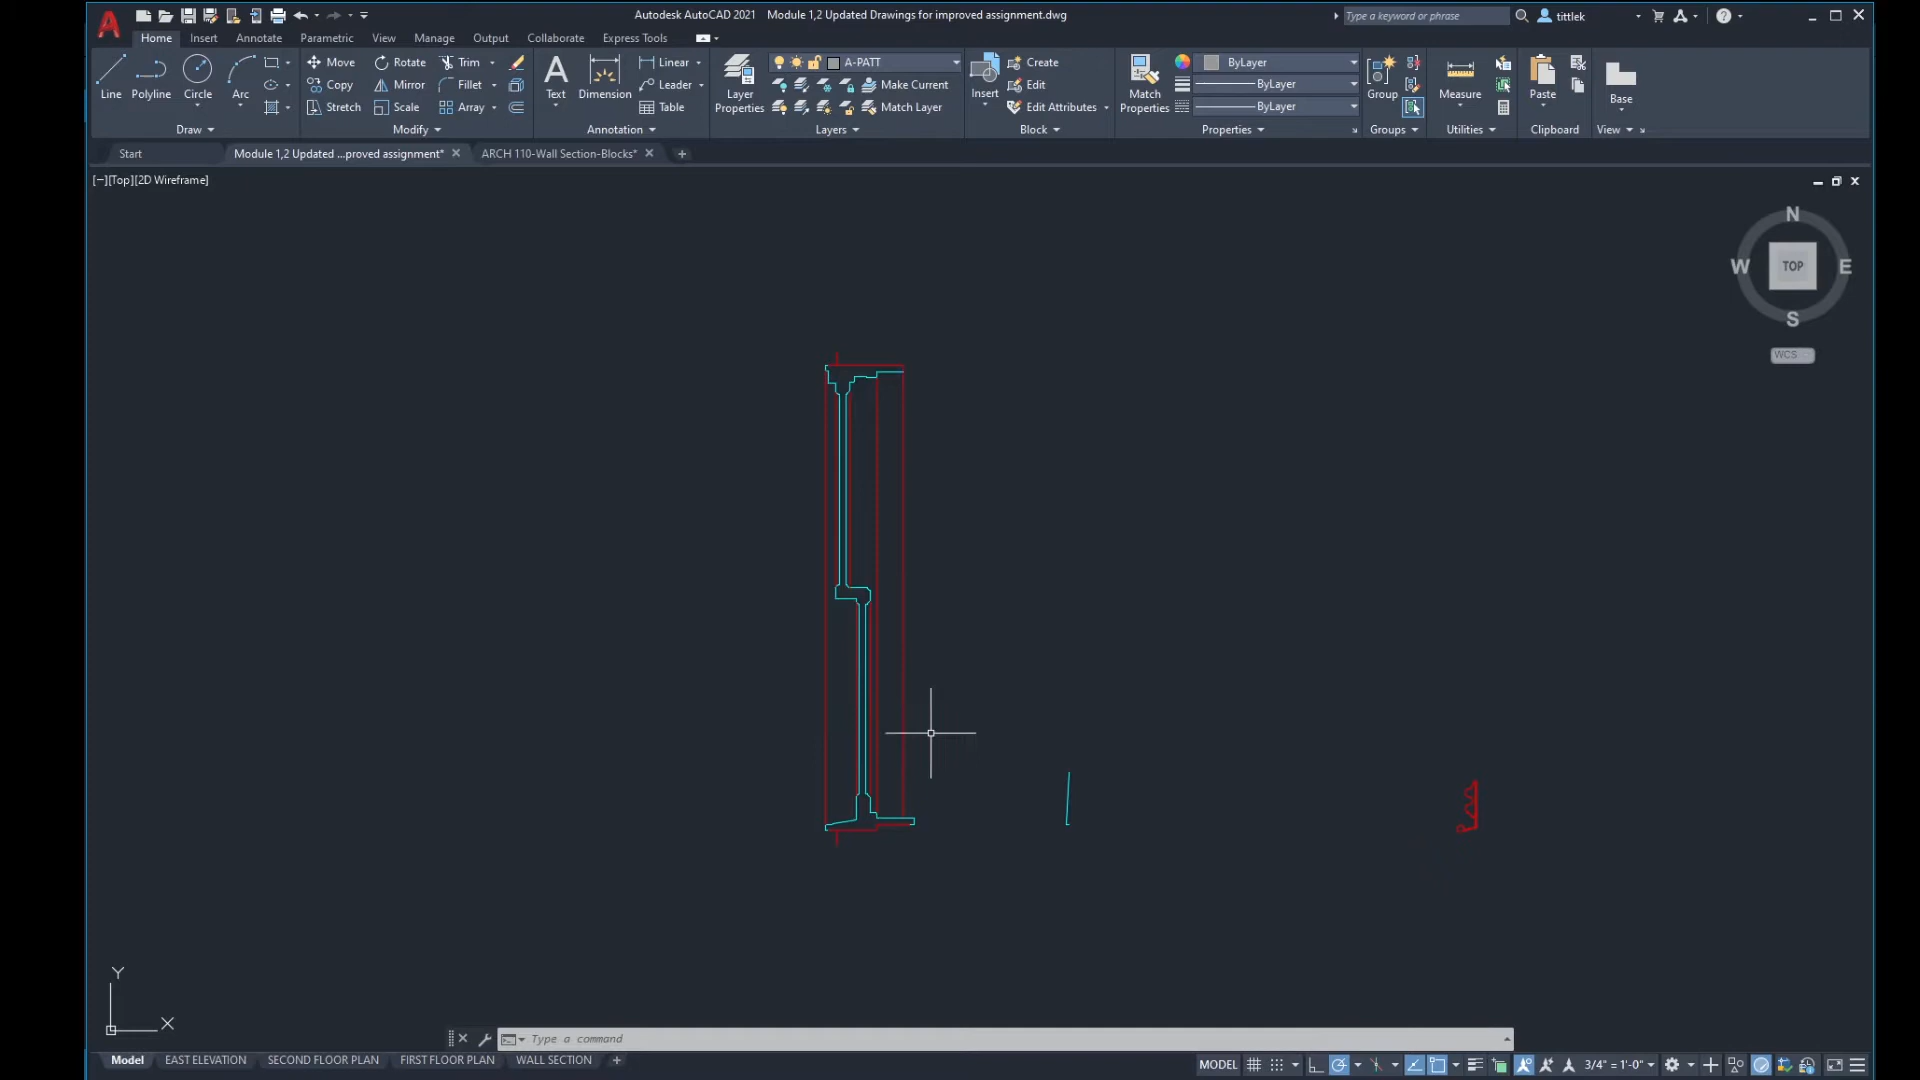 Autodesk AutoCAD 2021 Module 1,2 Updated Drawings for improved assignment.dwg Type a keyword or phrase tittlek
Home Insert Annotate Parametric View Manage Output Collaborate Express Tools
Line Polyline Circle Arc
Draw
Move Rotate Trim
Copy Mirror Fillet
Stretch Scale Array
Modify
Text Dimension
Linear
Leader
Table
Annotation
Layer Properties
A-PATT
Make Current
Match Layer
Layers
Insert
Create
Edit
Edit Attributes
Block
Match Properties
ByLayer
ByLayer
ByLayer
Properties
Group
Groups
Measure
Utilities
Paste
Clipboard
Base
View
Start Module 1,2 Updated ...proved assignment* ARCH 110-Wall Section-Blocks*
[−][Top][2D Wireframe]
N
W TOP E
S
WCS
Y
X
Type a command
Model EAST ELEVATION SECOND FLOOR PLAN FIRST FLOOR PLAN WALL SECTION
MODEL 3/4" = 1'-0"